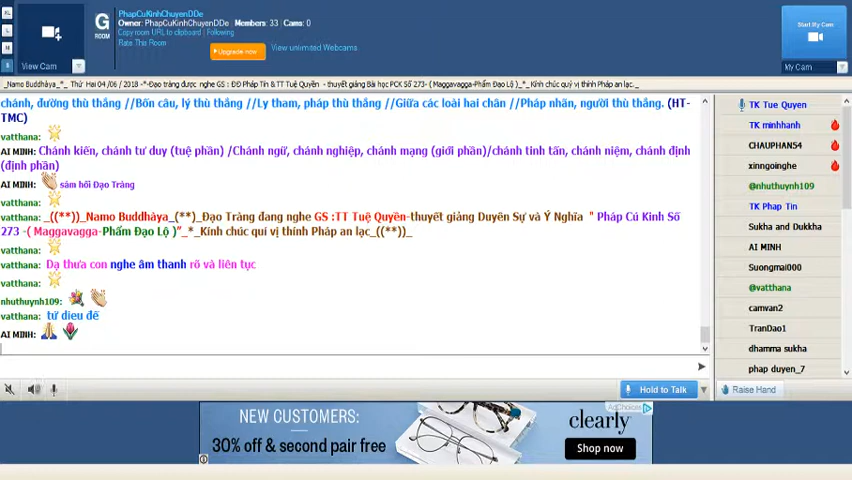 KL
L
M
View Cam
G
ROOM
PhapCuKinhChuyenDDe
Owner: PhapCuKinhChuyenDDe Members: 33 | Cams: 0
Copy room URL to clipboard | Following
Rate This Room
Upgrade now
View unlimited Webcams
Start My Cam
My Cam
_Namo Buddhàya_*_ Thứ Hai 04 /06 / 2018 -*-Đạo tràng được nghe GS : ĐĐ Pháp Tín & TT Tuệ Quyền - thuyết giảng Bài học PCK Số 273- ( Maggavagga-Phẩm Đạo Lộ )_*_Kính chúc quý vị thính Pháp an lạc._
chánh, đường thù thắng //Bốn câu, lý thù thắng //Ly tham, pháp thù thắng //Giữa các loài hai chân //Pháp nhãn, người thù thắng. (HT-
TMC)
vatthana:
AI MINH: Chánh kiến, chánh tư duy (tuệ phần) /Chánh ngữ, chánh nghiệp, chánh mạng (giới phần)/chánh tinh tấn, chánh niệm, chánh định
(định phần)
AI MINH: sám hối Đạo Tràng
vatthana:
vatthana: _((**))_Namo Buddhàya_(**)_Đạo Tràng đang nghe GS :TT Tuệ Quyền-thuyết giảng Duyên Sự và Ý Nghĩa " Pháp Cú Kinh Số
273 -( Maggavagga-Phẩm Đạo Lộ )"_*_Kính chúc quí vị thính Pháp an lạc_((**))_
vatthana:
vatthana: Dạ thưa con nghe âm thanh rõ và liên tục
vatthana:
nhuthuynh109:
vatthana: tứ dieu đế
AI MINH:
TK Tue Quyen
TK minhhanh
CHAUPHAN54
xinngoinghe
@nhuthuynh109
TK Phap Tin
Sukha and Dukkha
AI MINH
Suongmai000
@vatthana
camvan2
TranDao1
dhamma sukha
phap duyen_7
Hold to Talk
Raise Hand
NEW CUSTOMERS:
30% off & second pair free
AdChoices
clearly
Shop now